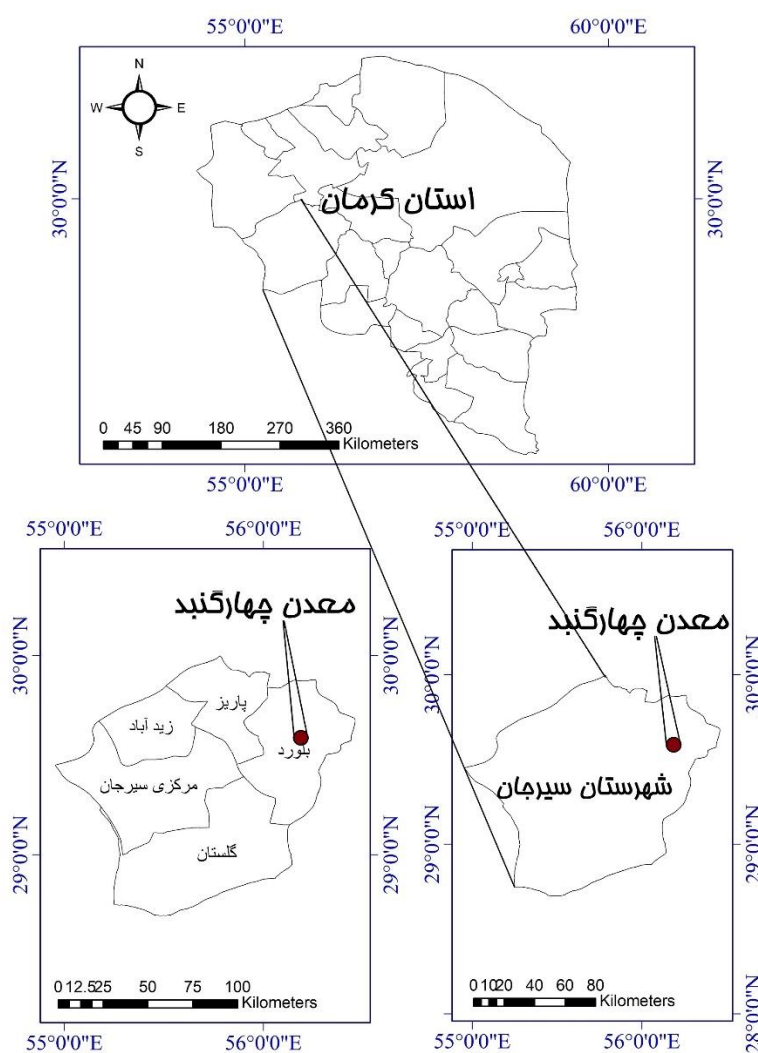 55°0'0"E 60°0'0"E
N
W E
S
30°0'0"N 30°0'0"N
استان کرمان
0 45 90 180 270 360
Kilometers
55°0'0"E 60°0'0"E
55°0'0"E 56°0'0"E
معدن چهارگنبد
30°0'0"N 30°0'0"N
پاریز
زید آباد
بلورد
مرکزی سیرجان
گلستان
29°0'0"N 29°0'0"N
0 12.525 50 75 100
Kilometers
55°0'0"E 56°0'0"E
55°0'0"E 56°0'0"E
معدن چهارگنبد
30°0'0"N 30°0'0"N
شهرستان سیرجان
29°0'0"N 29°0'0"N
0 1020 40 60 80
Kilometers
28°0'0"N
55°0'0"E 56°0'0"E